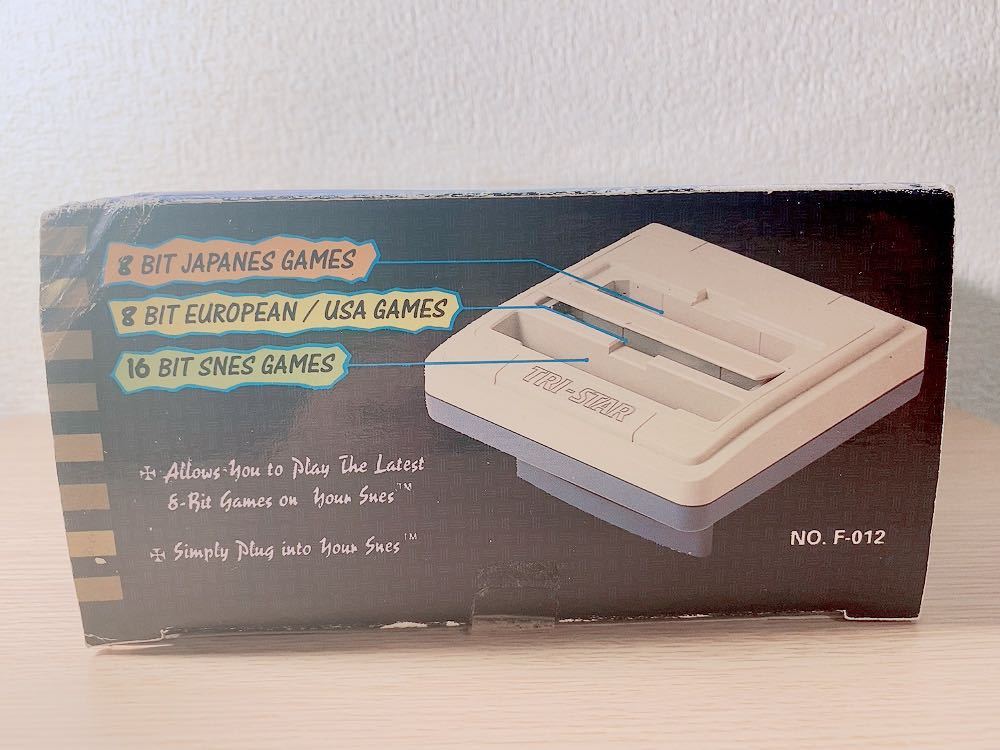 8 BIT JAPANES GAMES
8 BIT EUROPEAN / USA GAMES
16 BIT SNES GAMES
TRI-STAR
Allows You to Play The Latest
8-Bit Games on Your Snes™
Simply Plug into Your Snes™
NO. F-012